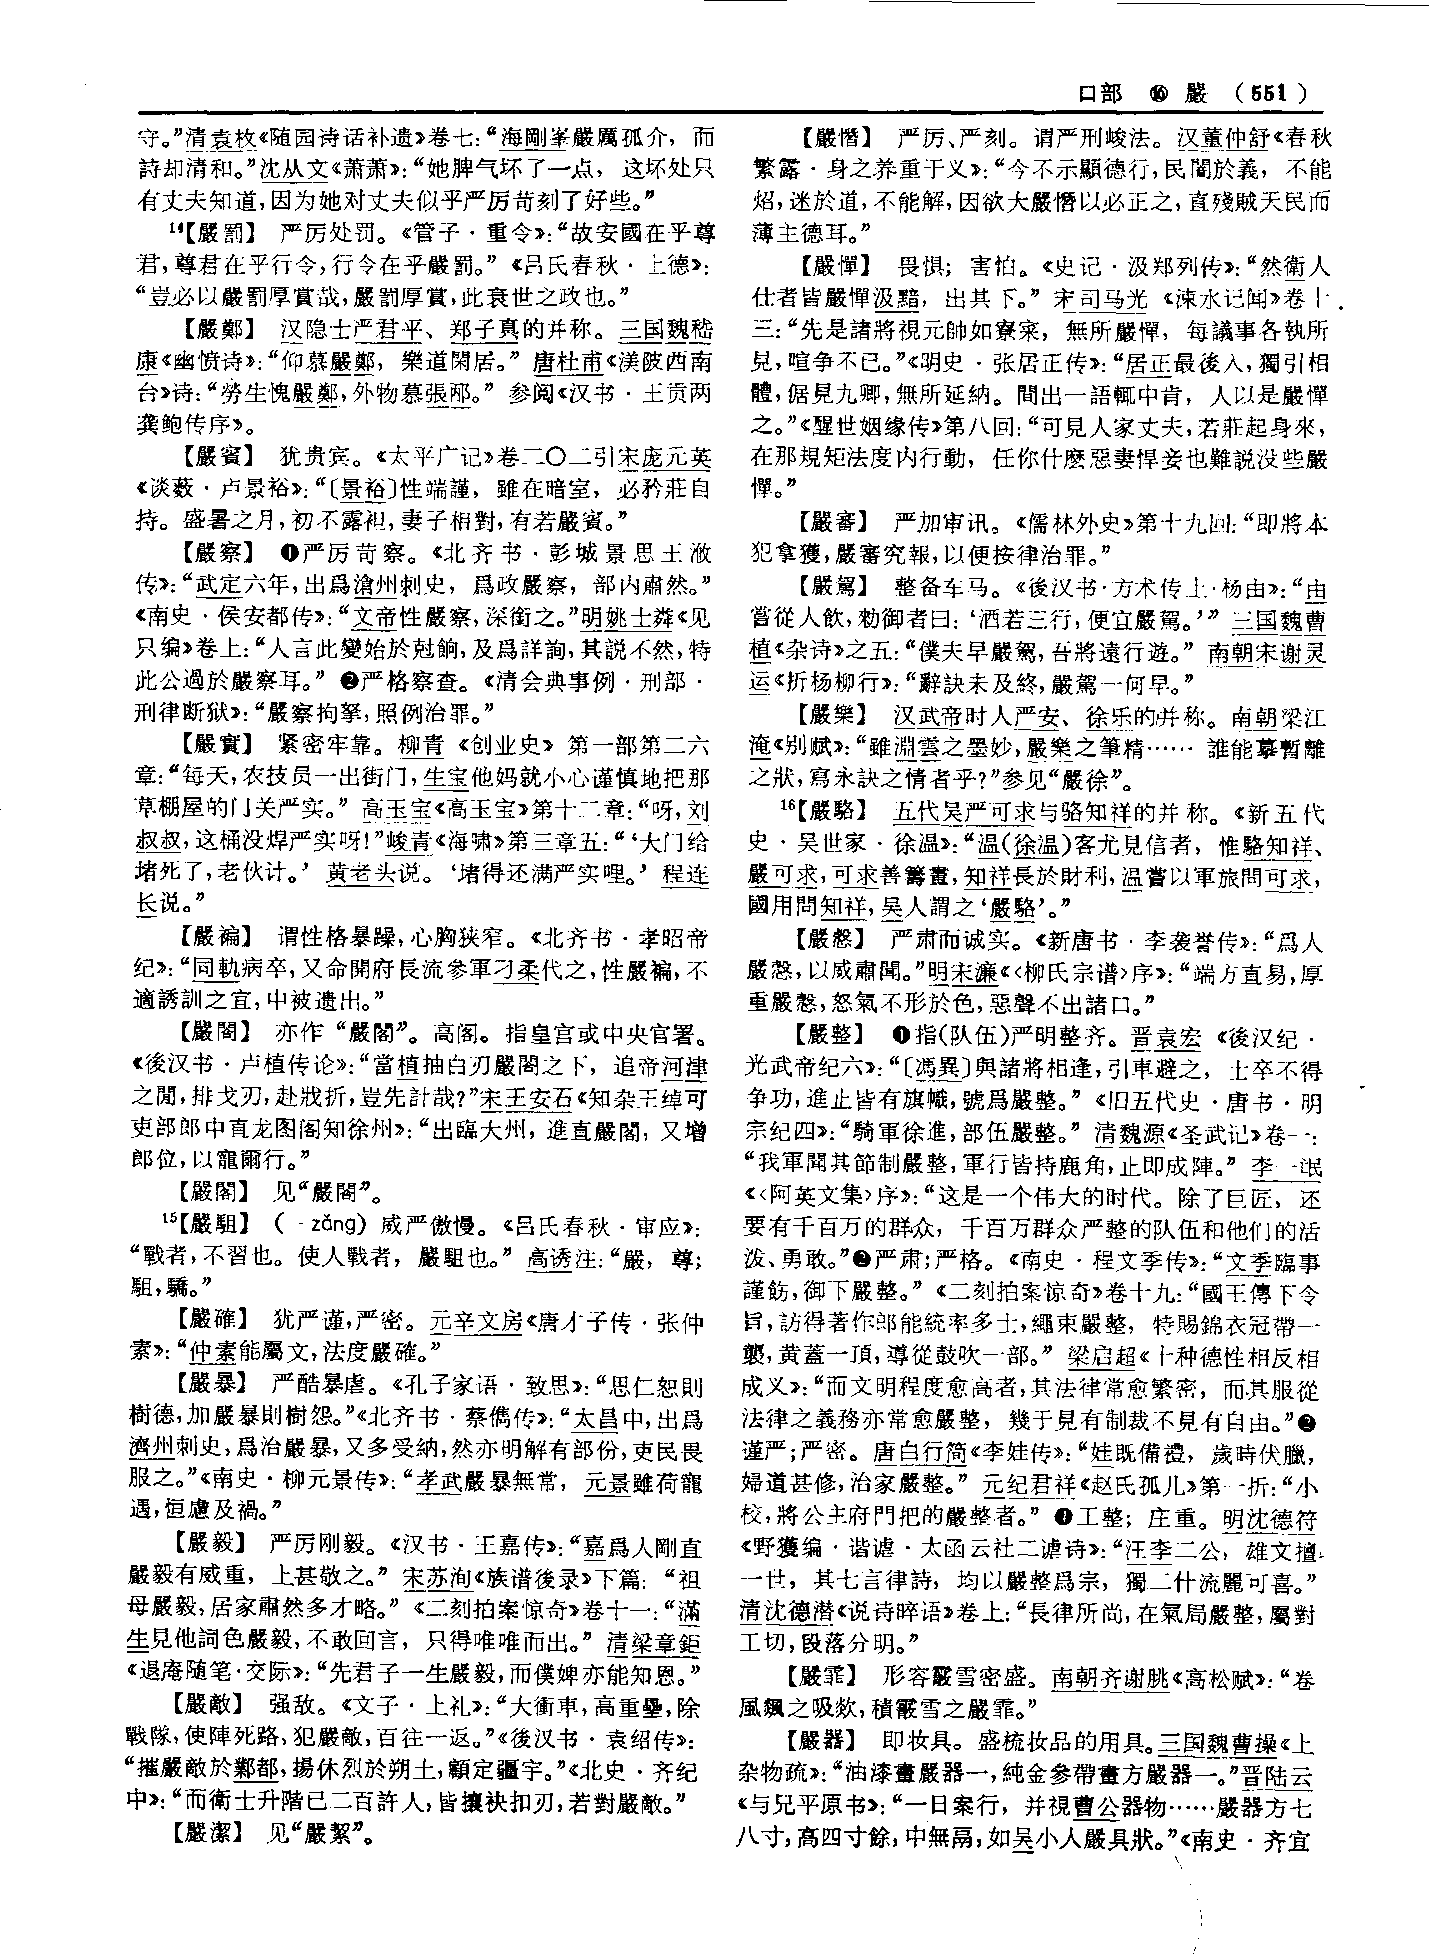 口部 ⑯ 嚴 (551)
守。”清袁枚《随园诗话补遗》卷七:“海剛峯嚴厲孤介，而
詩却清和。”沈从文《萧萧》:“她脾气坏了一点，这坏处只
有丈夫知道,因为她对丈夫似乎严厉苛刻了好些。”
14【嚴罰】 严厉处罚。《管子·重令》:“故安國在乎尊
君,尊君在乎行令,行令在乎嚴罰。”《吕氏春秋·上德》:
“豈必以嚴罰厚賞哉,嚴罰厚賞,此衰世之政也。”
【嚴鄭】 汉隐士严君平、郑子真的并称。三国魏嵇
康《幽愤诗》:“仰慕嚴鄭，樂道閑居。”唐杜甫《渼陂西南
台》诗:“勞生愧嚴鄭,外物慕張邴。”参阅《汉书·王贡两
龚鲍传序》。
【嚴賓】 犹贵宾。《太平广记》卷二〇二引宋庞元英
《谈薮·卢景裕》:“〔景裕〕性端謹，雖在暗室，必矜莊自
持。盛暑之月,初不露袒,妻子相對,有若嚴賓。”
【嚴察】 ❶严厉苛察。《北齐书·彭城景思王浟
传》:“武定六年,出爲滄州刺史，爲政嚴察，部内肅然。”
《南史·侯安都传》:“文帝性嚴察,深銜之。”明姚士粦《见
只编》卷上:“人言此變始於尅餉,及爲詳詢,其説不然,特
此公過於嚴察耳。”❷严格察查。《清会典事例·刑部·
刑律断狱》:“嚴察拘拏,照例治罪。”
【嚴實】 紧密牢靠。柳青《创业史》第一部第二六
章:“每天,农技员一出街门,生宝他妈就小心谨慎地把那
草棚屋的门关严实。”高玉宝《高玉宝》第十二章:“呀,刘
叔叔,这桶没焊严实呀!”峻青《海啸》第三章五:“‘大门给
堵死了,老伙计。’黄老头说。‘堵得还满严实哩。’程连
长说。”
【嚴褊】 谓性格暴躁,心胸狭窄。《北齐书·孝昭帝
纪》:“同軌病卒,又命開府長流參軍刁柔代之,性嚴褊,不
適誘訓之宜,中被遣出。”
【嚴閤】 亦作“嚴閣”。高阁。指皇宫或中央官署。
《後汉书·卢植传论》:“當植抽白刃嚴閤之下，追帝河津
之間,排戈刃,赴戕折,豈先計哉?”宋王安石《知杂王绰可
吏部郎中直龙图阁知徐州》:“出臨大州，進直嚴閤，又增
郎位,以寵爾行。”
【嚴閣】 见“嚴閤”。
15【嚴駔】 (-zǎng) 威严傲慢。《吕氏春秋·审应》:
“戰者,不習也。使人戰者，嚴駔也。”高诱注:“嚴，尊;
駔,驕。”
【嚴確】 犹严谨,严密。元辛文房《唐才子传·张仲
素》:“仲素能屬文,法度嚴確。”
【嚴暴】 严酷暴虐。《孔子家语·致思》:“思仁恕則
樹德,加嚴暴則樹怨。”《北齐书·蔡儁传》:“太昌中,出爲
濟州刺史,爲治嚴暴,又多受納,然亦明解有部份,吏民畏
服之。”《南史·柳元景传》:“孝武嚴暴無常，元景雖荷寵
遇,恒慮及禍。”
【嚴毅】 严厉刚毅。《汉书·王嘉传》:“嘉爲人剛直
嚴毅有威重，上甚敬之。”宋苏洵《族谱後录》下篇:“祖
母嚴毅,居家肅然多才略。”《二刻拍案惊奇》卷十一:“滿
生見他詞色嚴毅,不敢回言，只得唯唯而出。”清梁章鉅
《退庵随笔·交际》:“先君子一生嚴毅,而僕婢亦能知恩。”
【嚴敵】 强敌。《文子·上礼》:“大衝車,高重壘,除
戰隊,使陣死路,犯嚴敵,百往一返。”《後汉书·袁绍传》:
“摧嚴敵於鄴都,揚休烈於朔土,顧定疆宇。”《北史·齐纪
中》:“而衛士升階已二百許人,皆攘袂扣刃,若對嚴敵。”
【嚴潔】 见“嚴絜”。
【嚴憯】 严厉、严刻。谓严刑峻法。汉董仲舒《春秋
繁露·身之养重于义》:“今不示顯德行,民闇於義，不能
炤,迷於道,不能解,因欲大嚴憯以必正之,直殘賊天民而
薄主德耳。”
【嚴憚】 畏惧；害怕。《史记·汲郑列传》:“然衛人
仕者皆嚴憚汲黯，出其下。”宋司马光《涑水记闻》卷十
三:“先是諸將視元帥如寮寀，無所嚴憚，每議事各執所
見,喧争不已。”《明史·张居正传》:“居正最後入,獨引相
體,倨見九卿,無所延納。間出一語輒中肯，人以是嚴憚
之。”《醒世姻缘传》第八回:“可見人家丈夫,若莊起身來，
在那規矩法度内行動，任你什麽惡妻悍妾也難説没些嚴
憚。”
【嚴審】 严加审讯。《儒林外史》第十九回:“即將本
犯拿獲,嚴審究報,以便按律治罪。”
【嚴駕】 整备车马。《後汉书·方术传上·杨由》:“由
嘗從人飲,勑御者曰:‘酒若三行,便宜嚴駕。’”三国魏曹
植《杂诗》之五:“僕夫早嚴駕,吾將遠行遊。”南朝宋谢灵
运《折杨柳行》:“辭訣未及終,嚴駕一何早。”
【嚴樂】 汉武帝时人严安、徐乐的并称。南朝梁江
淹《别赋》:“雖淵雲之墨妙,嚴樂之筆精……誰能摹暫離
之狀,寫永訣之情者乎?”参见“嚴徐”。
16【嚴駱】 五代吴严可求与骆知祥的并称。《新五代
史·吴世家·徐温》:“温(徐温)客尤見信者，惟駱知祥、
嚴可求,可求善籌畫,知祥長於財利,温嘗以軍旅問可求，
國用問知祥,吴人謂之‘嚴駱’。”
【嚴愨】 严肃而诚实。《新唐书·李袭誉传》:“爲人
嚴愨,以威肅聞。”明宋濂《〈柳氏宗谱〉序》:“端方直易,厚
重嚴愨,怒氣不形於色,惡聲不出諸口。”
【嚴整】 ❶指(队伍)严明整齐。晋袁宏《後汉纪·
光武帝纪六》:“〔馮異〕與諸將相逢,引車避之，士卒不得
争功,進止皆有旗幟,號爲嚴整。”《旧五代史·唐书·明
宗纪四》:“騎軍徐進,部伍嚴整。”清魏源《圣武记》卷一:
“我軍聞其節制嚴整,軍行皆持鹿角,止即成陣。”李一氓
《〈阿英文集〉序》:“这是一个伟大的时代。除了巨匠，还
要有千百万的群众，千百万群众严整的队伍和他们的活
泼、勇敢。”❷严肃;严格。《南史·程文季传》:“文季臨事
謹飭,御下嚴整。”《二刻拍案惊奇》卷十九:“國王傳下令
旨,訪得著作郎能統率多士,繩束嚴整，特賜錦衣冠帶一
襲,黄蓋一頂,導從鼓吹一部。”梁启超《十种德性相反相
成义》:“而文明程度愈高者,其法律常愈繁密，而其服從
法律之義務亦常愈嚴整，幾于見有制裁不見有自由。”❸
谨严;严密。唐白行简《李娃传》:“娃既備禮，歲時伏臘，
婦道甚修,治家嚴整。”元纪君祥《赵氏孤儿》第一折:“小
校,將公主府門把的嚴整者。”❹工整；庄重。明沈德符
《野獲编·谐谑·太函云社二谑诗》:“汪李二公，雄文擅
一世，其七言律詩，均以嚴整爲宗，獨二什流麗可喜。”
清沈德潜《说诗晬语》卷上:“長律所尚,在氣局嚴整,屬對
工切,段落分明。”
【嚴霏】 形容霰雪密盛。南朝齐谢朓《高松赋》:“卷
風飈之吸欻,積霰雪之嚴霏。”
【嚴器】 即妆具。盛梳妆品的用具。三国魏曹操《上
杂物疏》:“油漆畫嚴器一,純金參帶畫方嚴器一。”晋陆云
《与兄平原书》:“一日案行，并視曹公器物……嚴器方七
八寸,高四寸餘,中無鬲,如吴小人嚴具狀。”《南史·齐宜